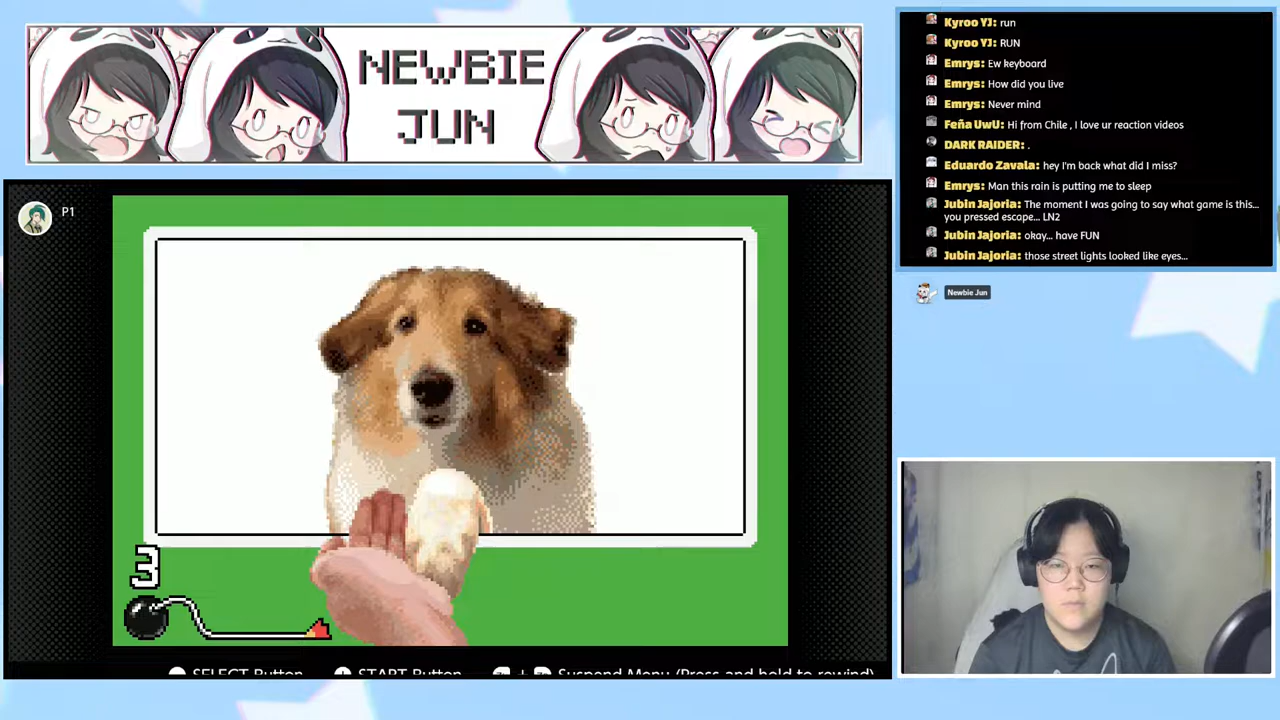 NEWBIE
JUN
P1
3
SELECT Button
START Button
Suspend Menu (Press and hold to rewind)
Kyroo YJ: run
Kyroo YJ: RUN
Emrys: Ew keyboard
Emrys: How did you live
Emrys: Never mind
Feña UwU: Hi from Chile , I love ur reaction videos
DARK RAIDER: .
Eduardo Zavala: hey I'm back what did I miss?
Emrys: Man this rain is putting me to sleep
Jubin Jajoria: The moment I was going to say what game is this...
you pressed escape... LN2
Jubin Jajoria: okay... have FUN
Jubin Jajoria: those street lights looked like eyes...
Newbie Jun